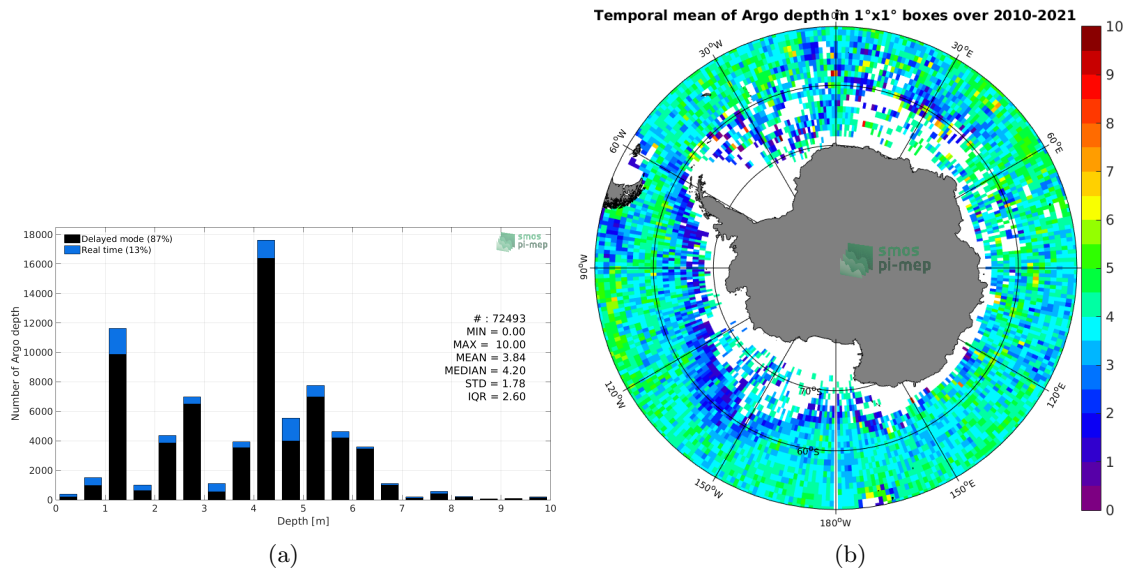 Delayed mode (87%)
Real time (13%)
smos
pi-mep
# : 72493
MIN = 0.00
MAX = 10.00
MEAN = 3.84
MEDIAN = 4.20
STD = 1.78
IQR = 2.60
Number of Argo depth
18000
16000
14000
12000
10000
8000
6000
4000
2000
0
0 1 2 3 4 5 6 7 8 9 10
Depth [m]
(a)
Temporal mean of Argo depth in 1°x1° boxes over 2010-2021
30°W
30°E
60°W
60°E
90°W
120°W
120°E
150°W
150°E
180°W
70°S
60°S
smos
pi-mep
10
9
8
7
6
5
4
3
2
1
0
(b)